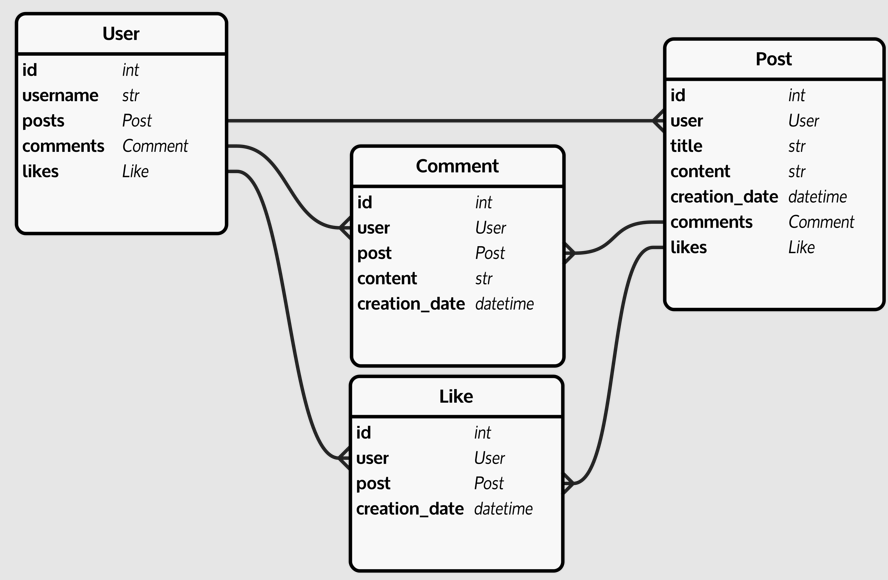 User
id int
username str
posts Post
comments Comment
likes Like
Comment
id int
user User
post Post
content str
creation_date datetime
Like
id int
user User
post Post
creation_date datetime
Post
id int
user User
title str
content str
creation_date datetime
comments Comment
likes Like